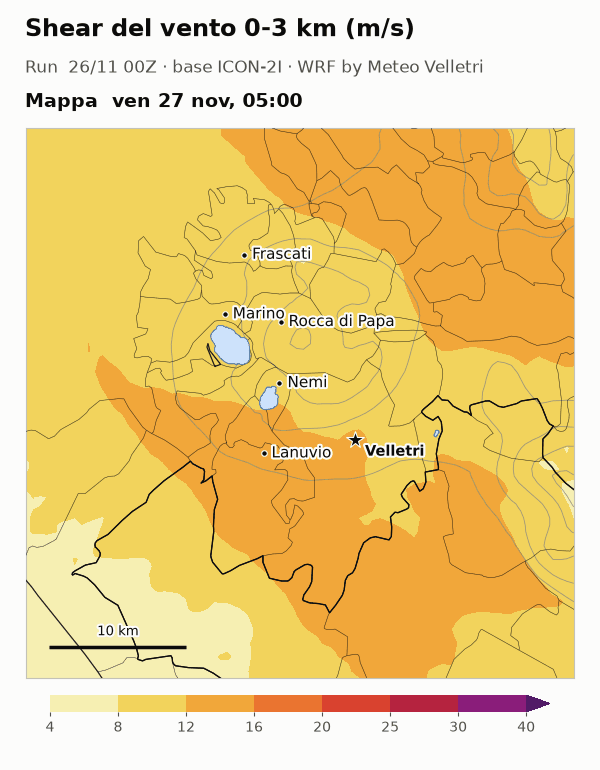 Shear del vento 0-3 km (m/s)
Run  26/11 00Z · base ICON-2I · WRF by Meteo Velletri
Mappa  ven 27 nov, 05:00
Frascati
Marino
Rocca di Papa
Nemi
Velletri
Lanuvio
10 km
4 8 12 16 20 25 30 40